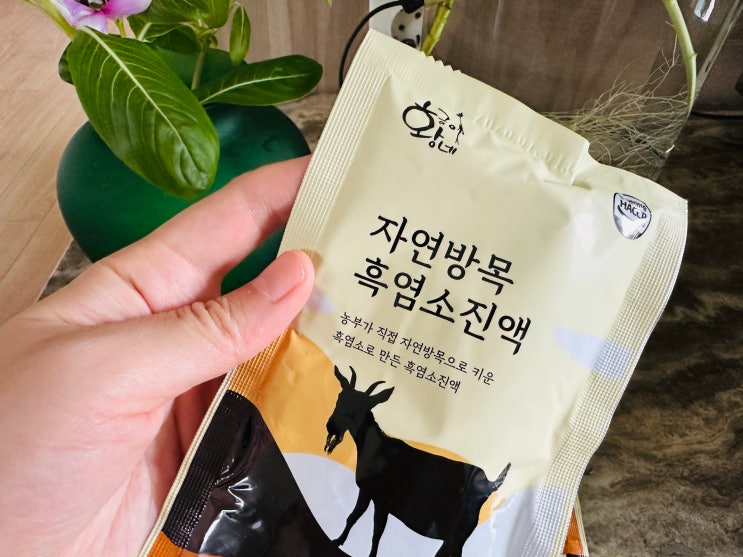 황금아네
HACCP
자연방목
흑염소진액
농부가 직접 자연방목으로 키운
흑염소로 만든 흑염소진액